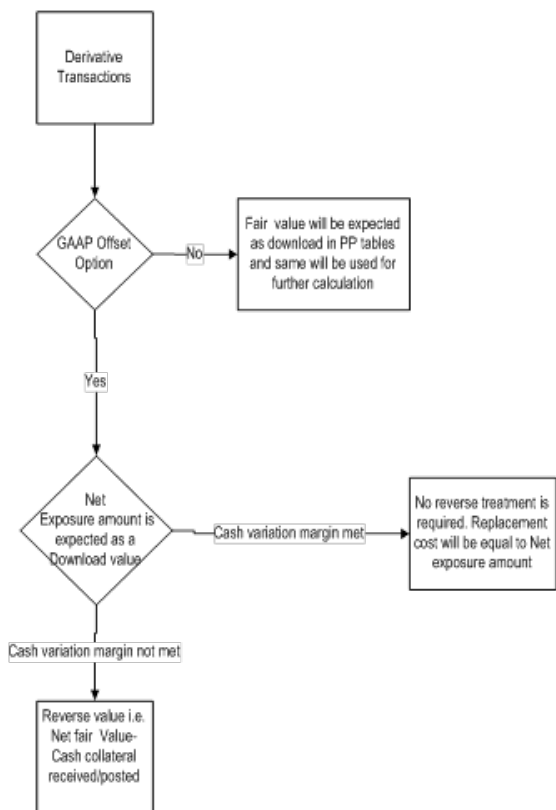 Derivative
Transactions
GAAP Offset
Option
No
Fair value will be expected
as download in PP tables
and same will be used for
further calculation
Yes
Net
Exposure amount is
expected as a
Download value
Cash variation margin met
No reverse treatment is
required. Replacement
cost will be equal to Net
exposure amount
Cash variation margin not met
Reverse value i.e.
Net fair Value-
Cash collateral
received/posted